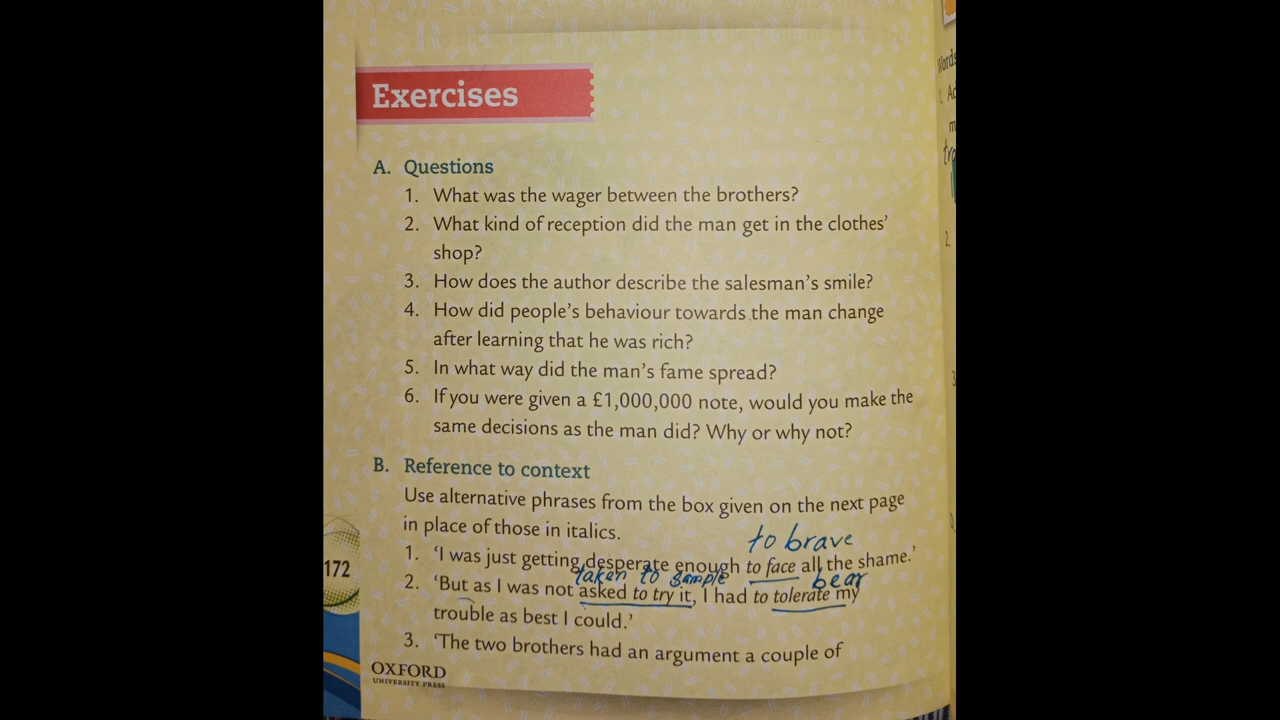 Exercises
A. Questions
1. What was the wager between the brothers?
2. What kind of reception did the man get in the clothes'
shop?
3. How does the author describe the salesman's smile?
4. How did people's behaviour towards the man change
after learning that he was rich?
5. In what way did the man's fame spread?
6. If you were given a £1,000,000 note, would you make the
same decisions as the man did? Why or why not?
B. Reference to context
Use alternative phrases from the box given on the next page
in place of those in italics.
to brave
1. 'I was just getting desperate enough to face all the shame.'
taken to sample bear
2. 'But as I was not asked to try it, I had to tolerate my
trouble as best I could.'
3. 'The two brothers had an argument a couple of
172
OXFORD
UNIVERSITY PRESS
Words
1. Ad
2.